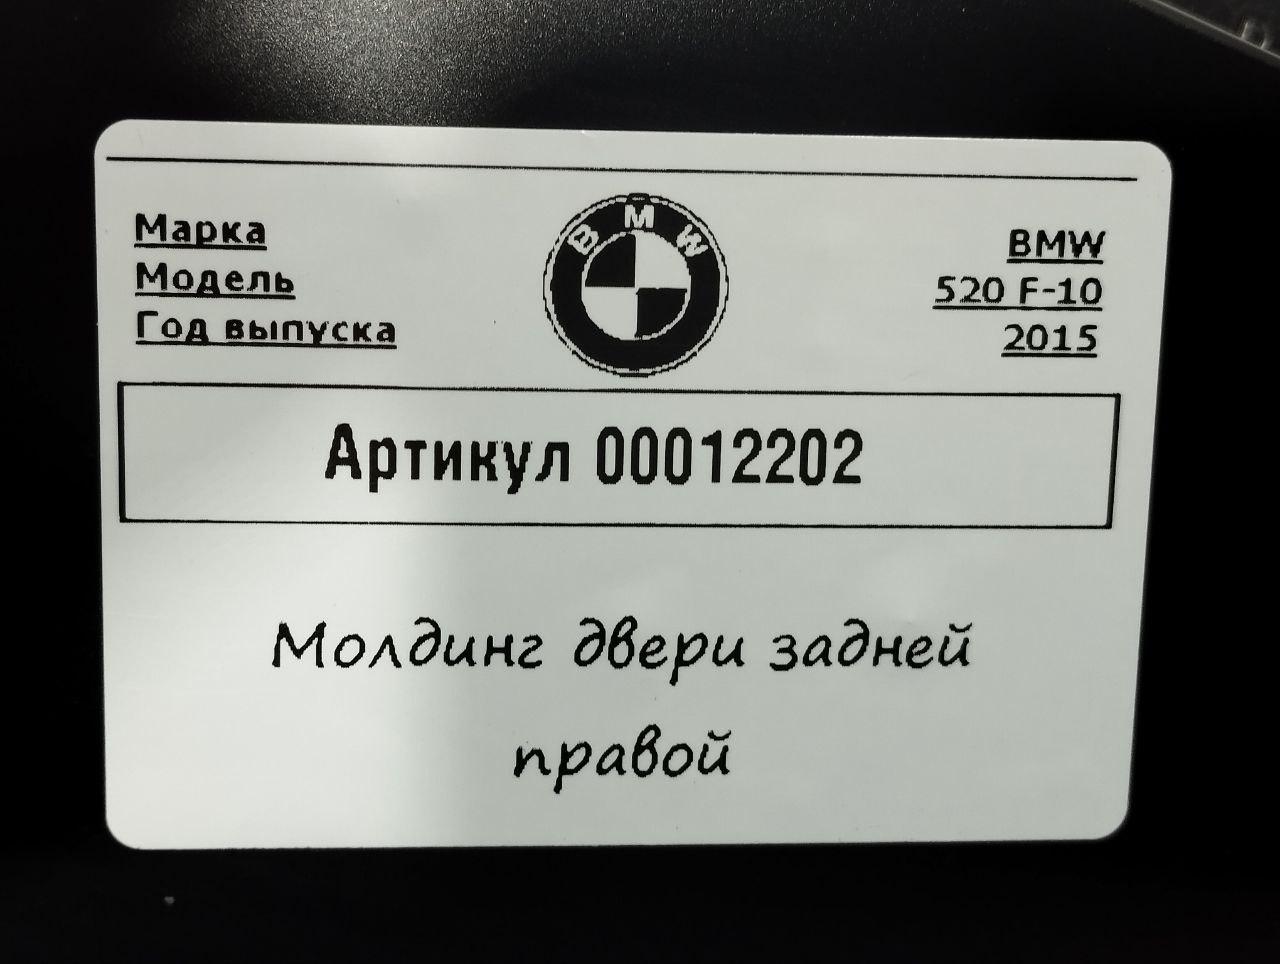 Марка
Модель
Год выпуска
BMW
BMW
520 F-10
2015
Артикул 00012202
Молдинг двери задней
правой